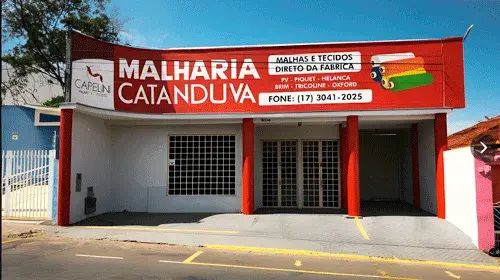 CAPELINI
MALHARIA
CATANDUVA
MALHAS E TECIDOS
DIRETO DA FÁBRICA
PV - PIQUET - HELANCA
BRIM - TRICOLINE - OXFORD
FONE: (17) 3041-2025